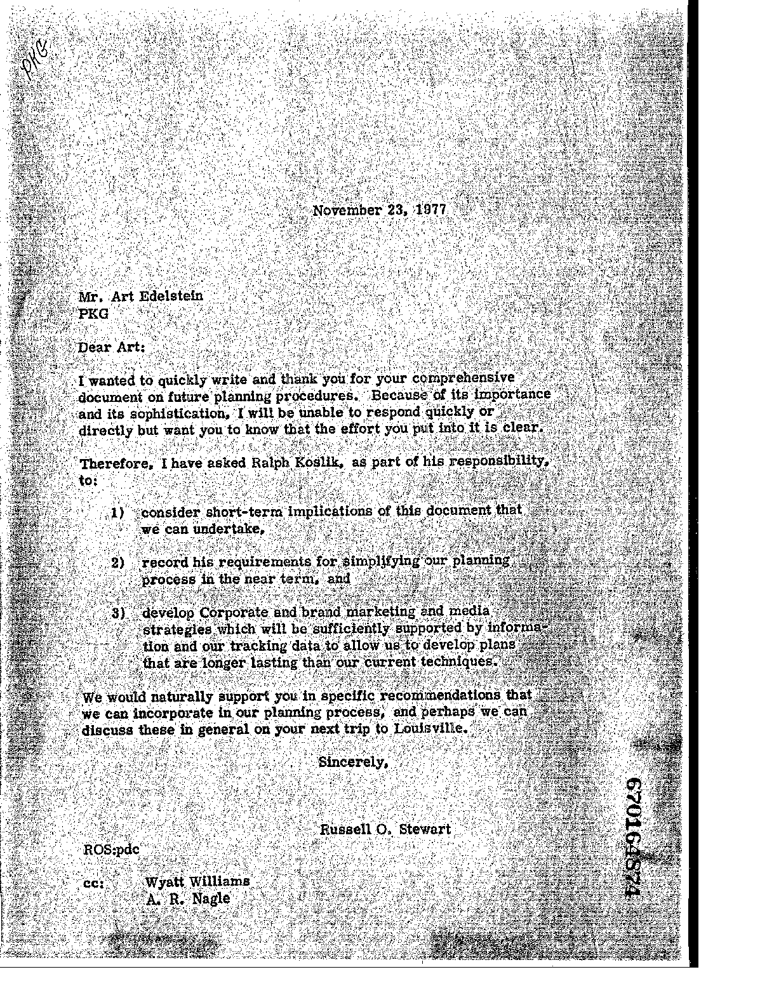 PKG
November 23, 1977
Mr. Art Edelstein
PKG
Dear Art:
I wanted to quickly write and thank you for your comprehensive
document on future planning procedures. Because of its importance
and its sophistication, I will be unable to respond quickly or
directly but want you to know that the effort you put into it is clear.
Therefore, I have asked Ralph Koslik, as part of his responsibility,
to:
1) consider short-term implications of this document that
we can undertake,
2) record his requirements for simplifying our planning
process in the near term, and
3) develop Corporate and brand marketing and media
strategies which will be sufficiently supported by informa-
tion and our tracking data to allow us to develop plans
that are longer lasting than our current techniques.
We would naturally support you in specific recommendations that
we can incorporate in our planning process, and perhaps we can
discuss these in general on your next trip to Louisville.
Sincerely,
Russell O. Stewart
ROS:pdc
cc: Wyatt Williams
A. R. Nagle
670164874